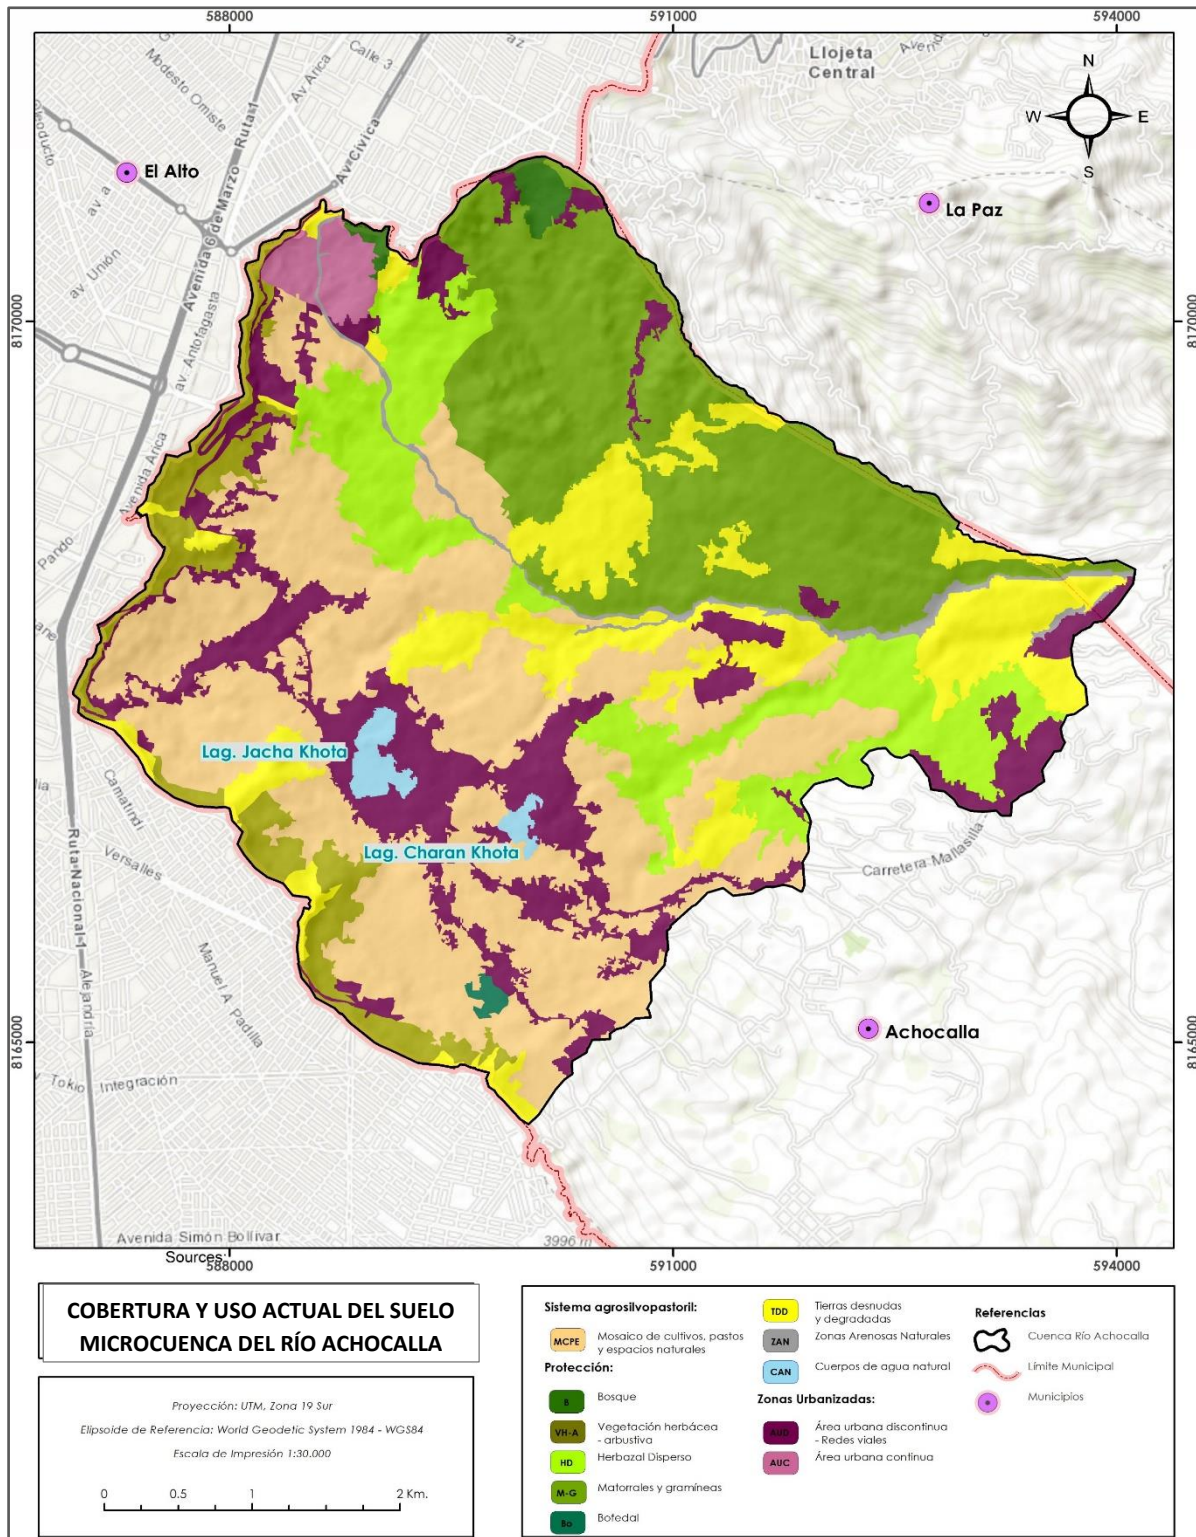 588000
591000
594000
Calle 3
az
Modesto Omiste
Av Arica
Ruta 1
Av Cívica
Llojeta
Central
N
W
E
S
El Alto
La Paz
av. a
av. Unión
Avenida 6 de Marzo
av. Antofagasta
8170000
8170000
Avenida Arica
Pando
Lag. Jacha Khota
Camatindi
Versalles
Lag. Charan Khota
Carretera Mallasilla
Ruta Nacional 1
Alejandría
Manuel A Padilla
Achocalla
8165000
8165000
Tokio
Integración
Avenida Simón Bolívar
3996 m
Sources:
588000
591000
594000
COBERTURA Y USO ACTUAL DEL SUELO
MICROCUENCA DEL RÍO ACHOCALLA
Proyección: UTM, Zona 19 Sur
Elipsoide de Referencia: World Geodetic System 1984 - WGS84
Escala de Impresión 1:30.000
0 0.5 1 2 Km.
Sistema agrosilvopastoril:
MCPE Mosaico de cultivos, pastos
y espacios naturales
Protección:
B Bosque
VH-A Vegetación herbácea
- arbustiva
HD Herbazal Disperso
M-G Matorrales y gramíneas
Bo Bofedal
TDD Tierras desnudas
y degradadas
ZAN Zonas Arenosas Naturales
CAN Cuerpos de agua natural
Zonas Urbanizadas:
AUD Área urbana discontinua
- Redes viales
AUC Área urbana continua
Referencias
Cuenca Río Achocalla
Límite Municipal
Municipios